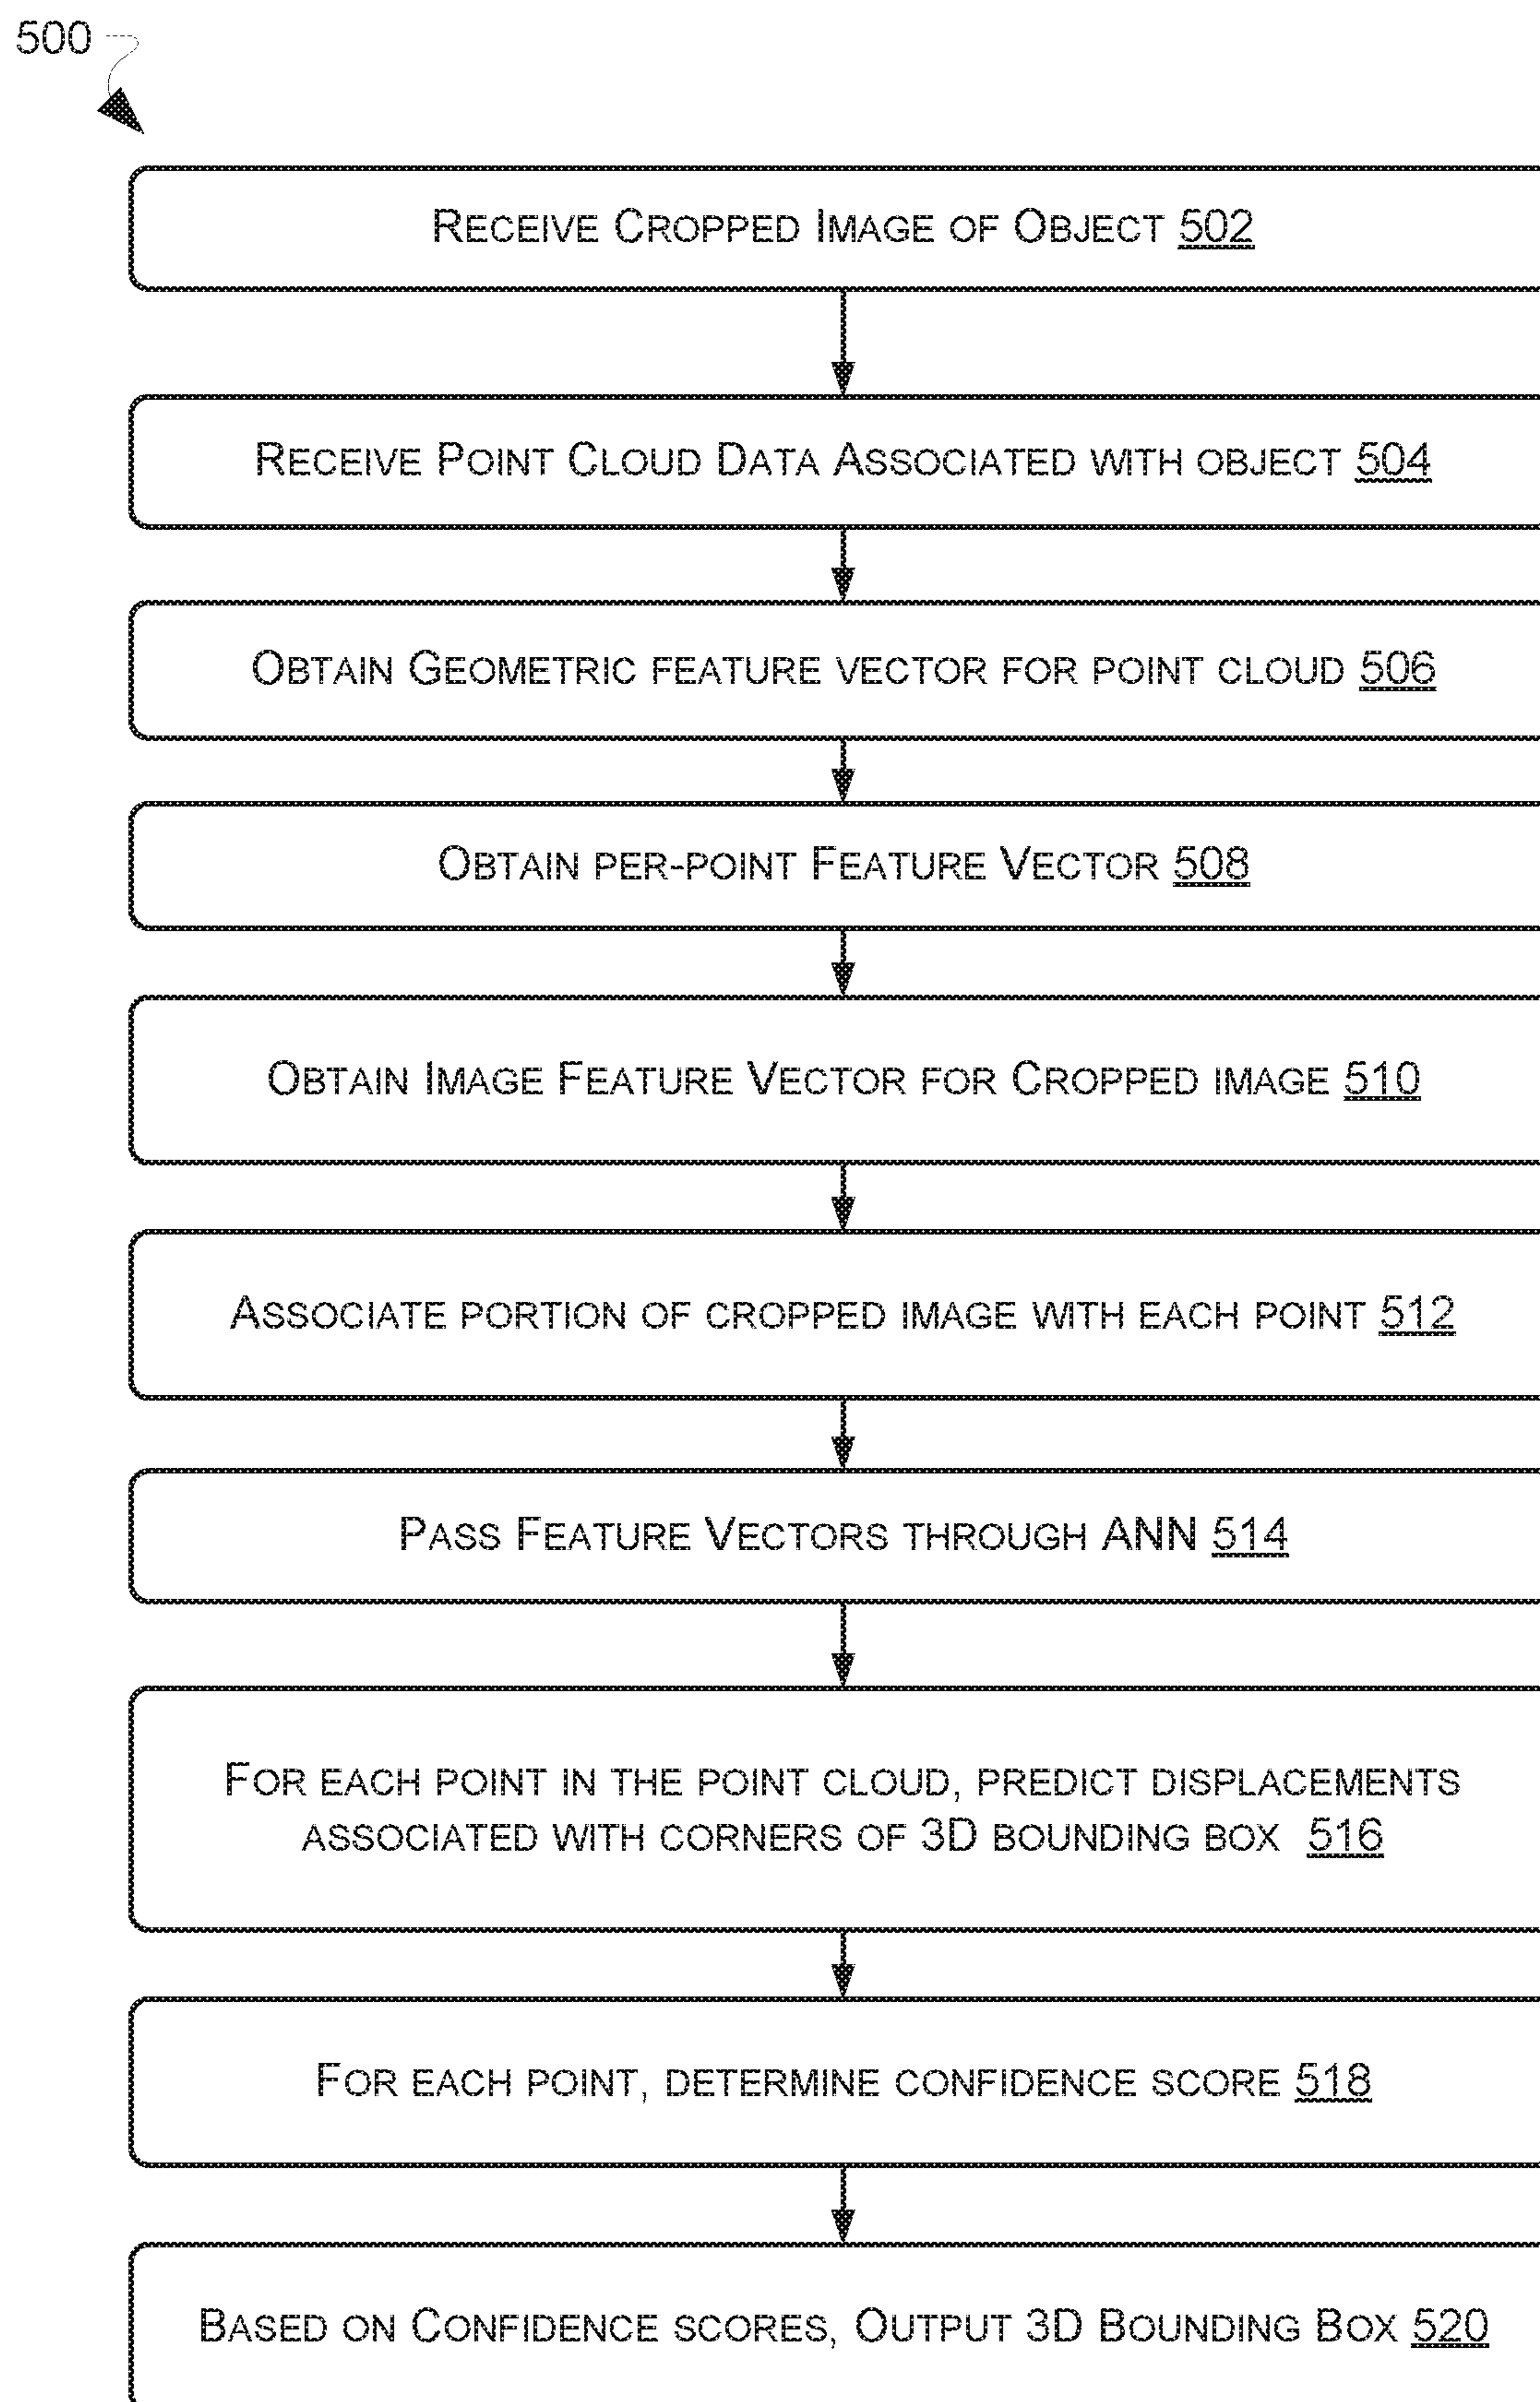 500
RECEIVE CROPPED IMAGE OF OBJECT 502
RECEIVE POINT CLOUD DATA ASSOCIATED WITH OBJECT 504
OBTAIN GEOMETRIC FEATURE VECTOR FOR POINT CLOUD 506
OBTAIN PER-POINT FEATURE VECTOR 508
OBTAIN IMAGE FEATURE VECTOR FOR CROPPED IMAGE 510
ASSOCIATE PORTION OF CROPPED IMAGE WITH EACH POINT 512
PASS FEATURE VECTORS THROUGH ANN 514
FOR EACH POINT IN THE POINT CLOUD, PREDICT DISPLACEMENTS
ASSOCIATED WITH CORNERS OF 3D BOUNDING BOX 516
FOR EACH POINT, DETERMINE CONFIDENCE SCORE 518
BASED ON CONFIDENCE SCORES, OUTPUT 3D BOUNDING BOX 520